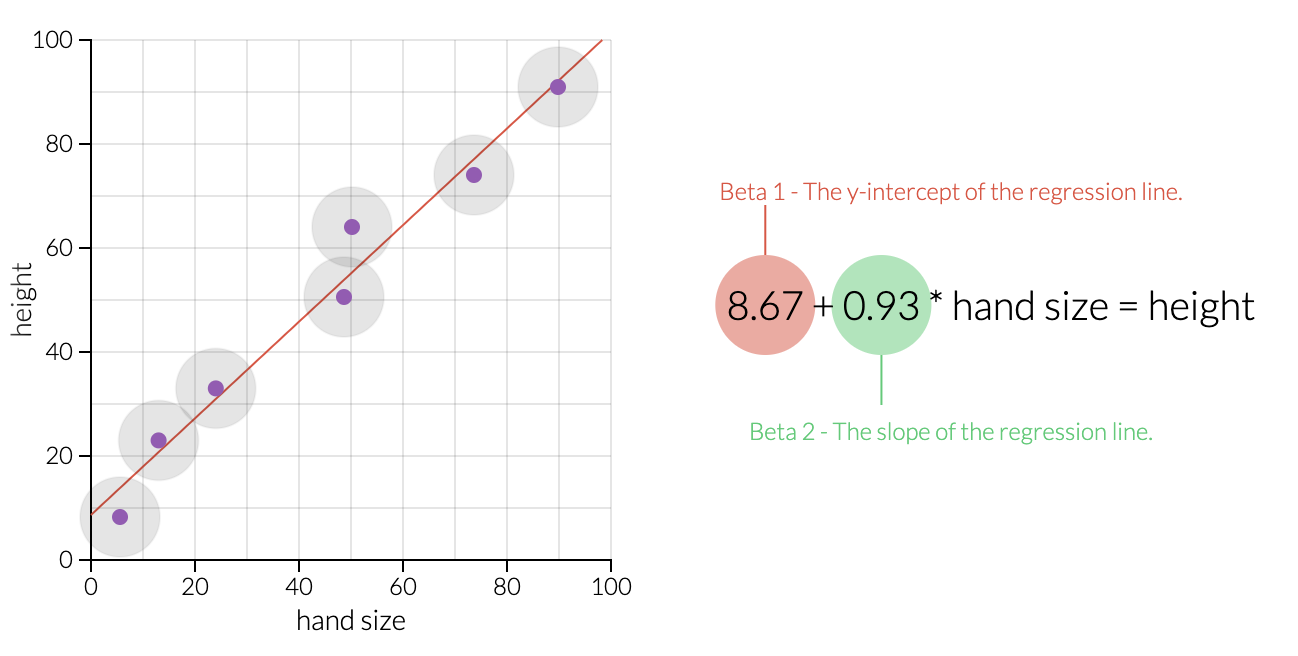 100
80
60
40
20
0
height
0 20 40 60 80 100
hand size
Beta 1 - The y-intercept of the regression line.
8.67 + 0.93 * hand size = height
Beta 2 - The slope of the regression line.